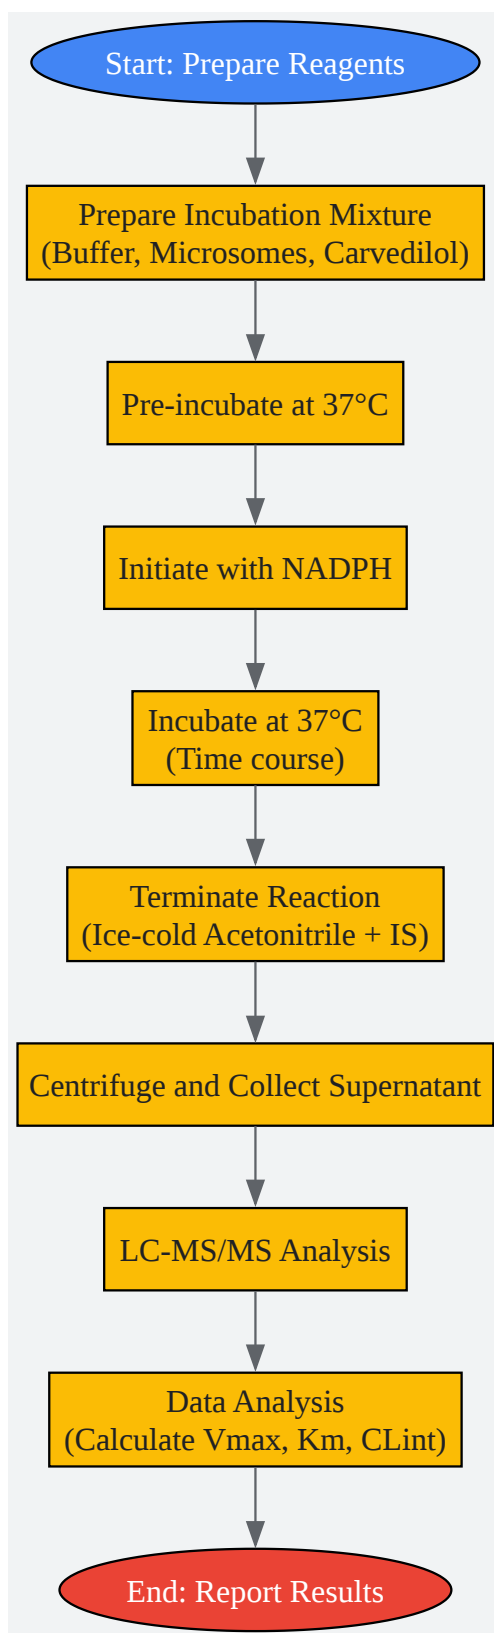 Start: Prepare Reagents
Prepare Incubation Mixture
(Buffer, Microsomes, Carvedilol)
Pre-incubate at 37°C
Initiate with NADPH
Incubate at 37°C
(Time course)
Terminate Reaction
(Ice-cold Acetonitrile + IS)
Centrifuge and Collect Supernatant
LC-MS/MS Analysis
Data Analysis
(Calculate Vmax, Km, CLint)
End: Report Results